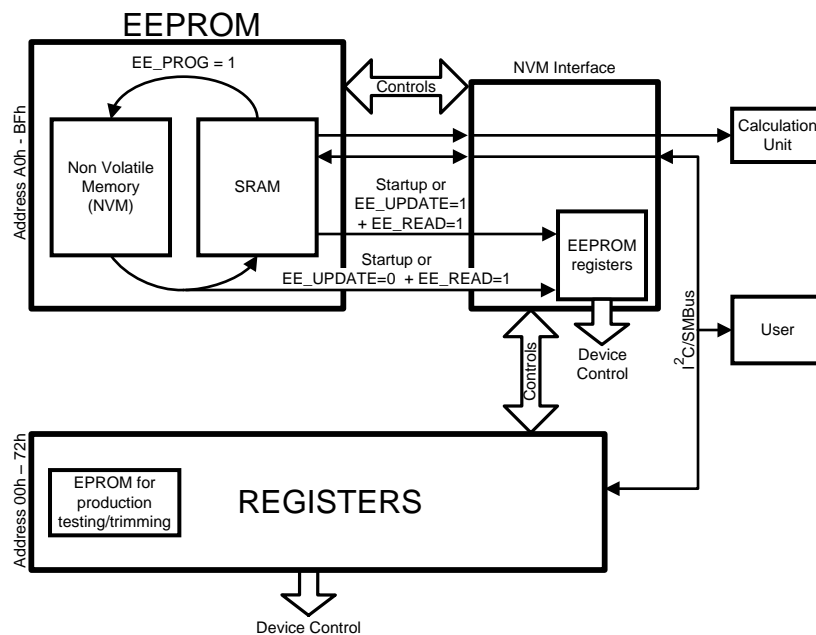 EEPROM
EE_PROG = 1
Controls
NVM Interface
Address A0h - BFh
Non Volatile
Memory
(NVM)
SRAM
Calculation
Unit
Startup or
EE_UPDATE=1
+ EE_READ=1
EEPROM
registers
Startup or
EE_UPDATE=0 + EE_READ=1
Device
Control
Controls
I²C/SMBus
User
Address 00h – 72h
EPROM for
production
testing/trimming
REGISTERS
Device Control